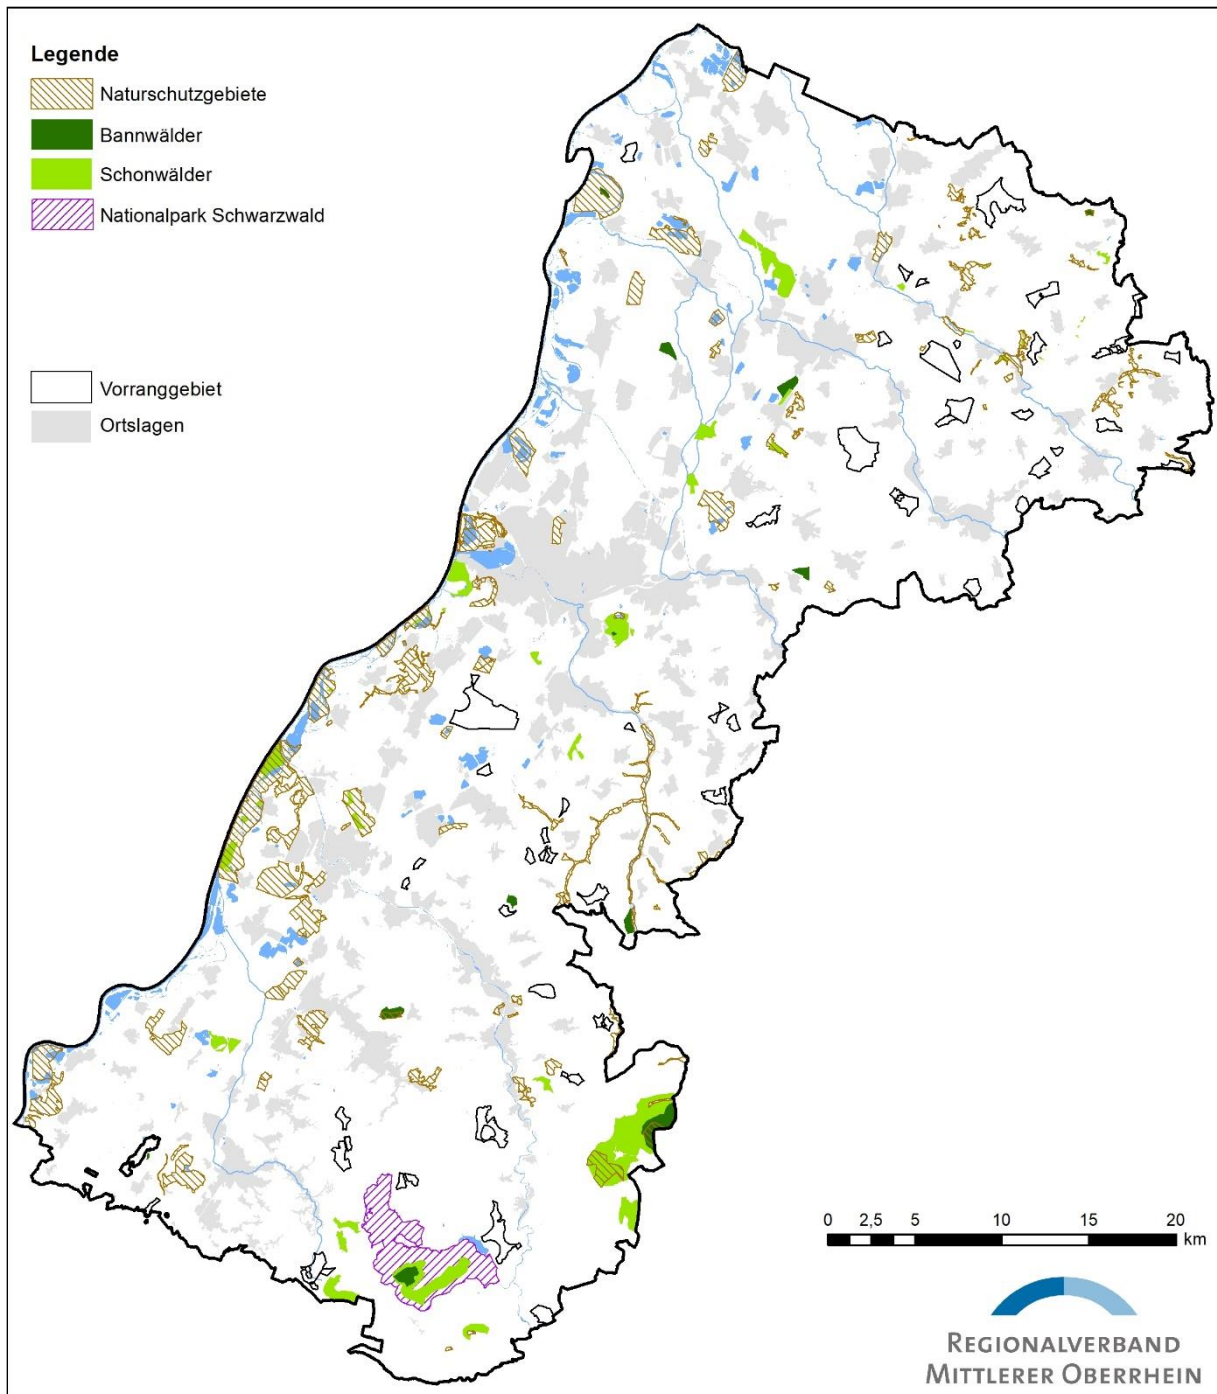 Legende
Naturschutzgebiete
Bannwälder
Schonwälder
Nationalpark Schwarzwald
Vorranggebiet
Ortslagen
0 2,5 5 10 15 20
km
REGIONALVERBAND
MITTLERER OBERRHEIN